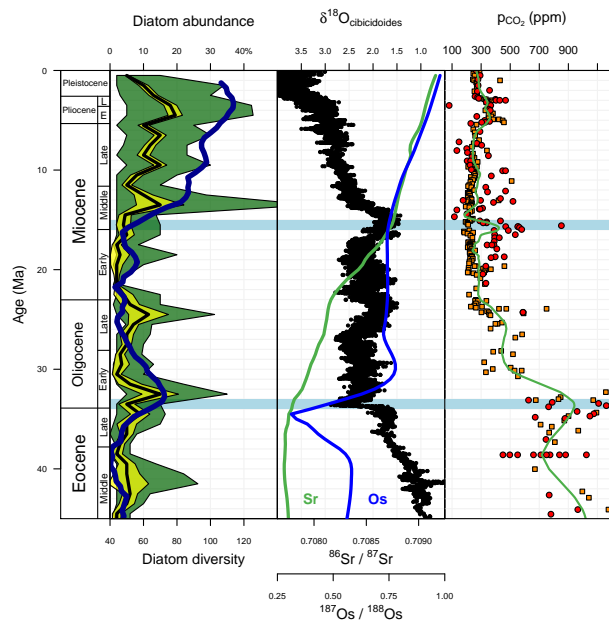 Diatom abundance
δ18Ocibicidoides
pCO2 (ppm)
0 10 20 30 40%
3.5 3.0 2.5 2.0 1.5 1.0
100 300 600 900
Age (Ma)
0
10
20
30
40
Pleistocene
Pliocene
L
E
Miocene
Late
Middle
Early
Oligocene
Late
Early
Eocene
Late
Middle
Sr
Os
40 60 80 100 120
Diatom diversity
0.7080 0.7085 0.7090
86Sr / 87Sr
0.25 0.50 0.75 1.00
187Os / 188Os